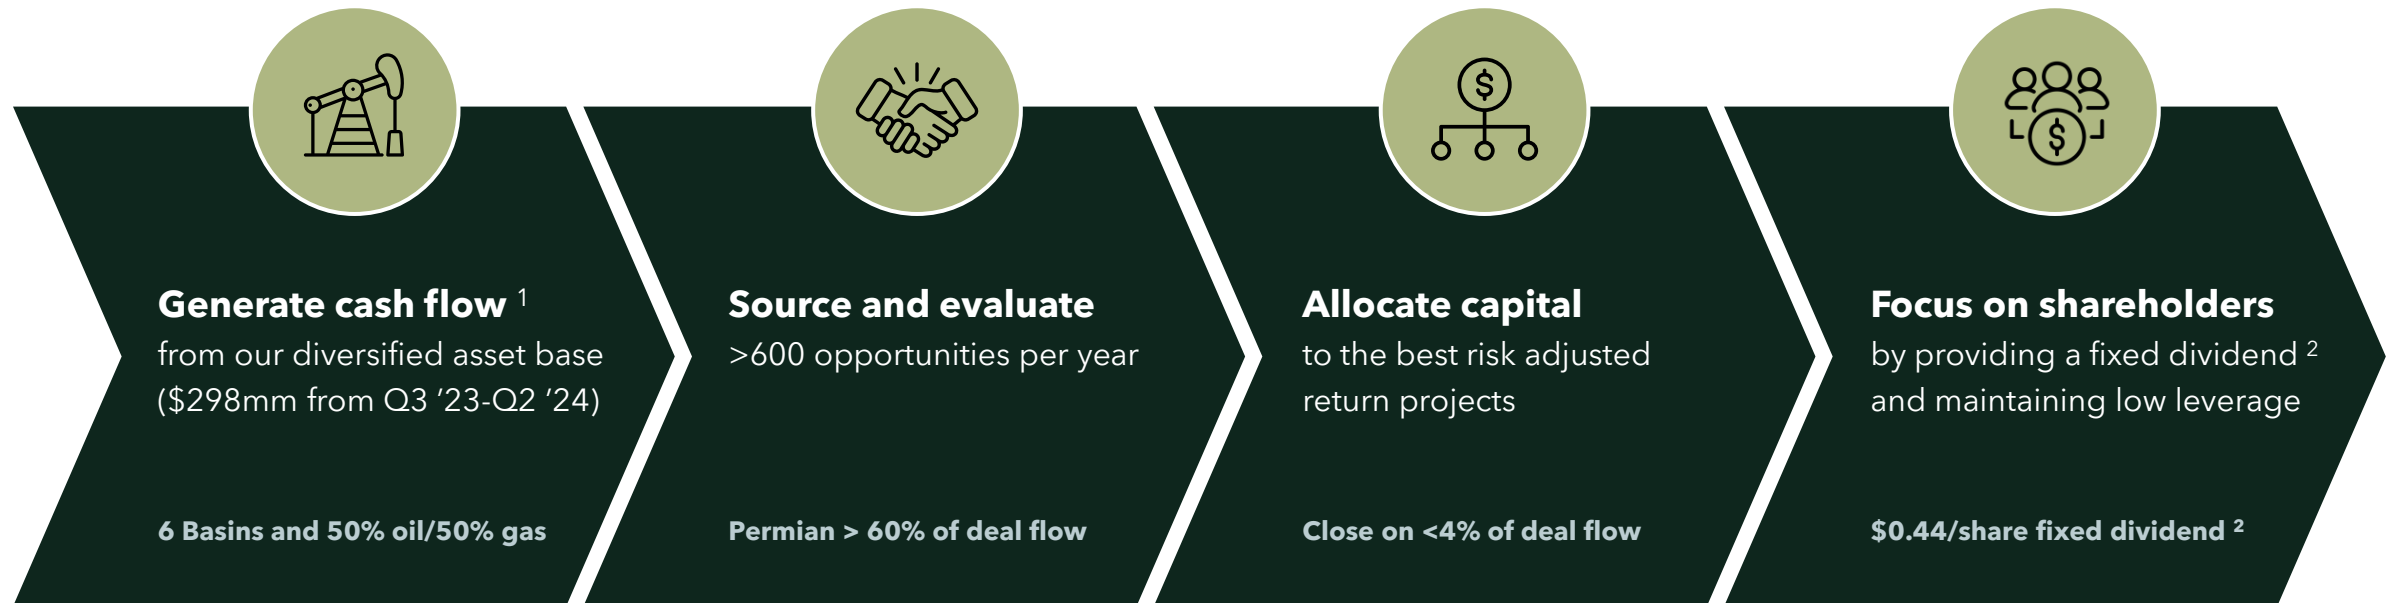 Generate cash flow 1
from our diversified asset base
($298mm from Q3 ’23-Q2 ’24)
6 Basins and 50% oil/50% gas
Source and evaluate
>600 opportunities per year
Permian > 60% of deal flow
Allocate capital
to the best risk adjusted
return projects
Close on <4% of deal flow
Focus on shareholders
by providing a fixed dividend 2
and maintaining low leverage
$0.44/share fixed dividend 2